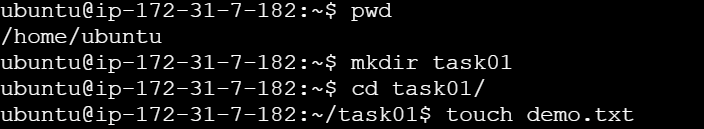 ubuntu@ip-172-31-7-182:~$ pwd
/home/ubuntu
ubuntu@ip-172-31-7-182:~$ mkdir task01
ubuntu@ip-172-31-7-182:~$ cd task01/
ubuntu@ip-172-31-7-182:~/task01$ touch demo.txt